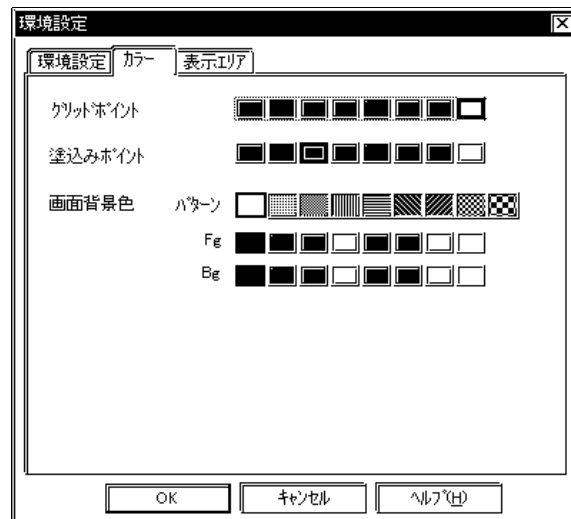 環境設定
環境設定 カラー 表示エリア
グリッドポイント
塗込みポイント
画面背景色 パターン
Fg
Bg
OK キャンセル ヘルプ(H)